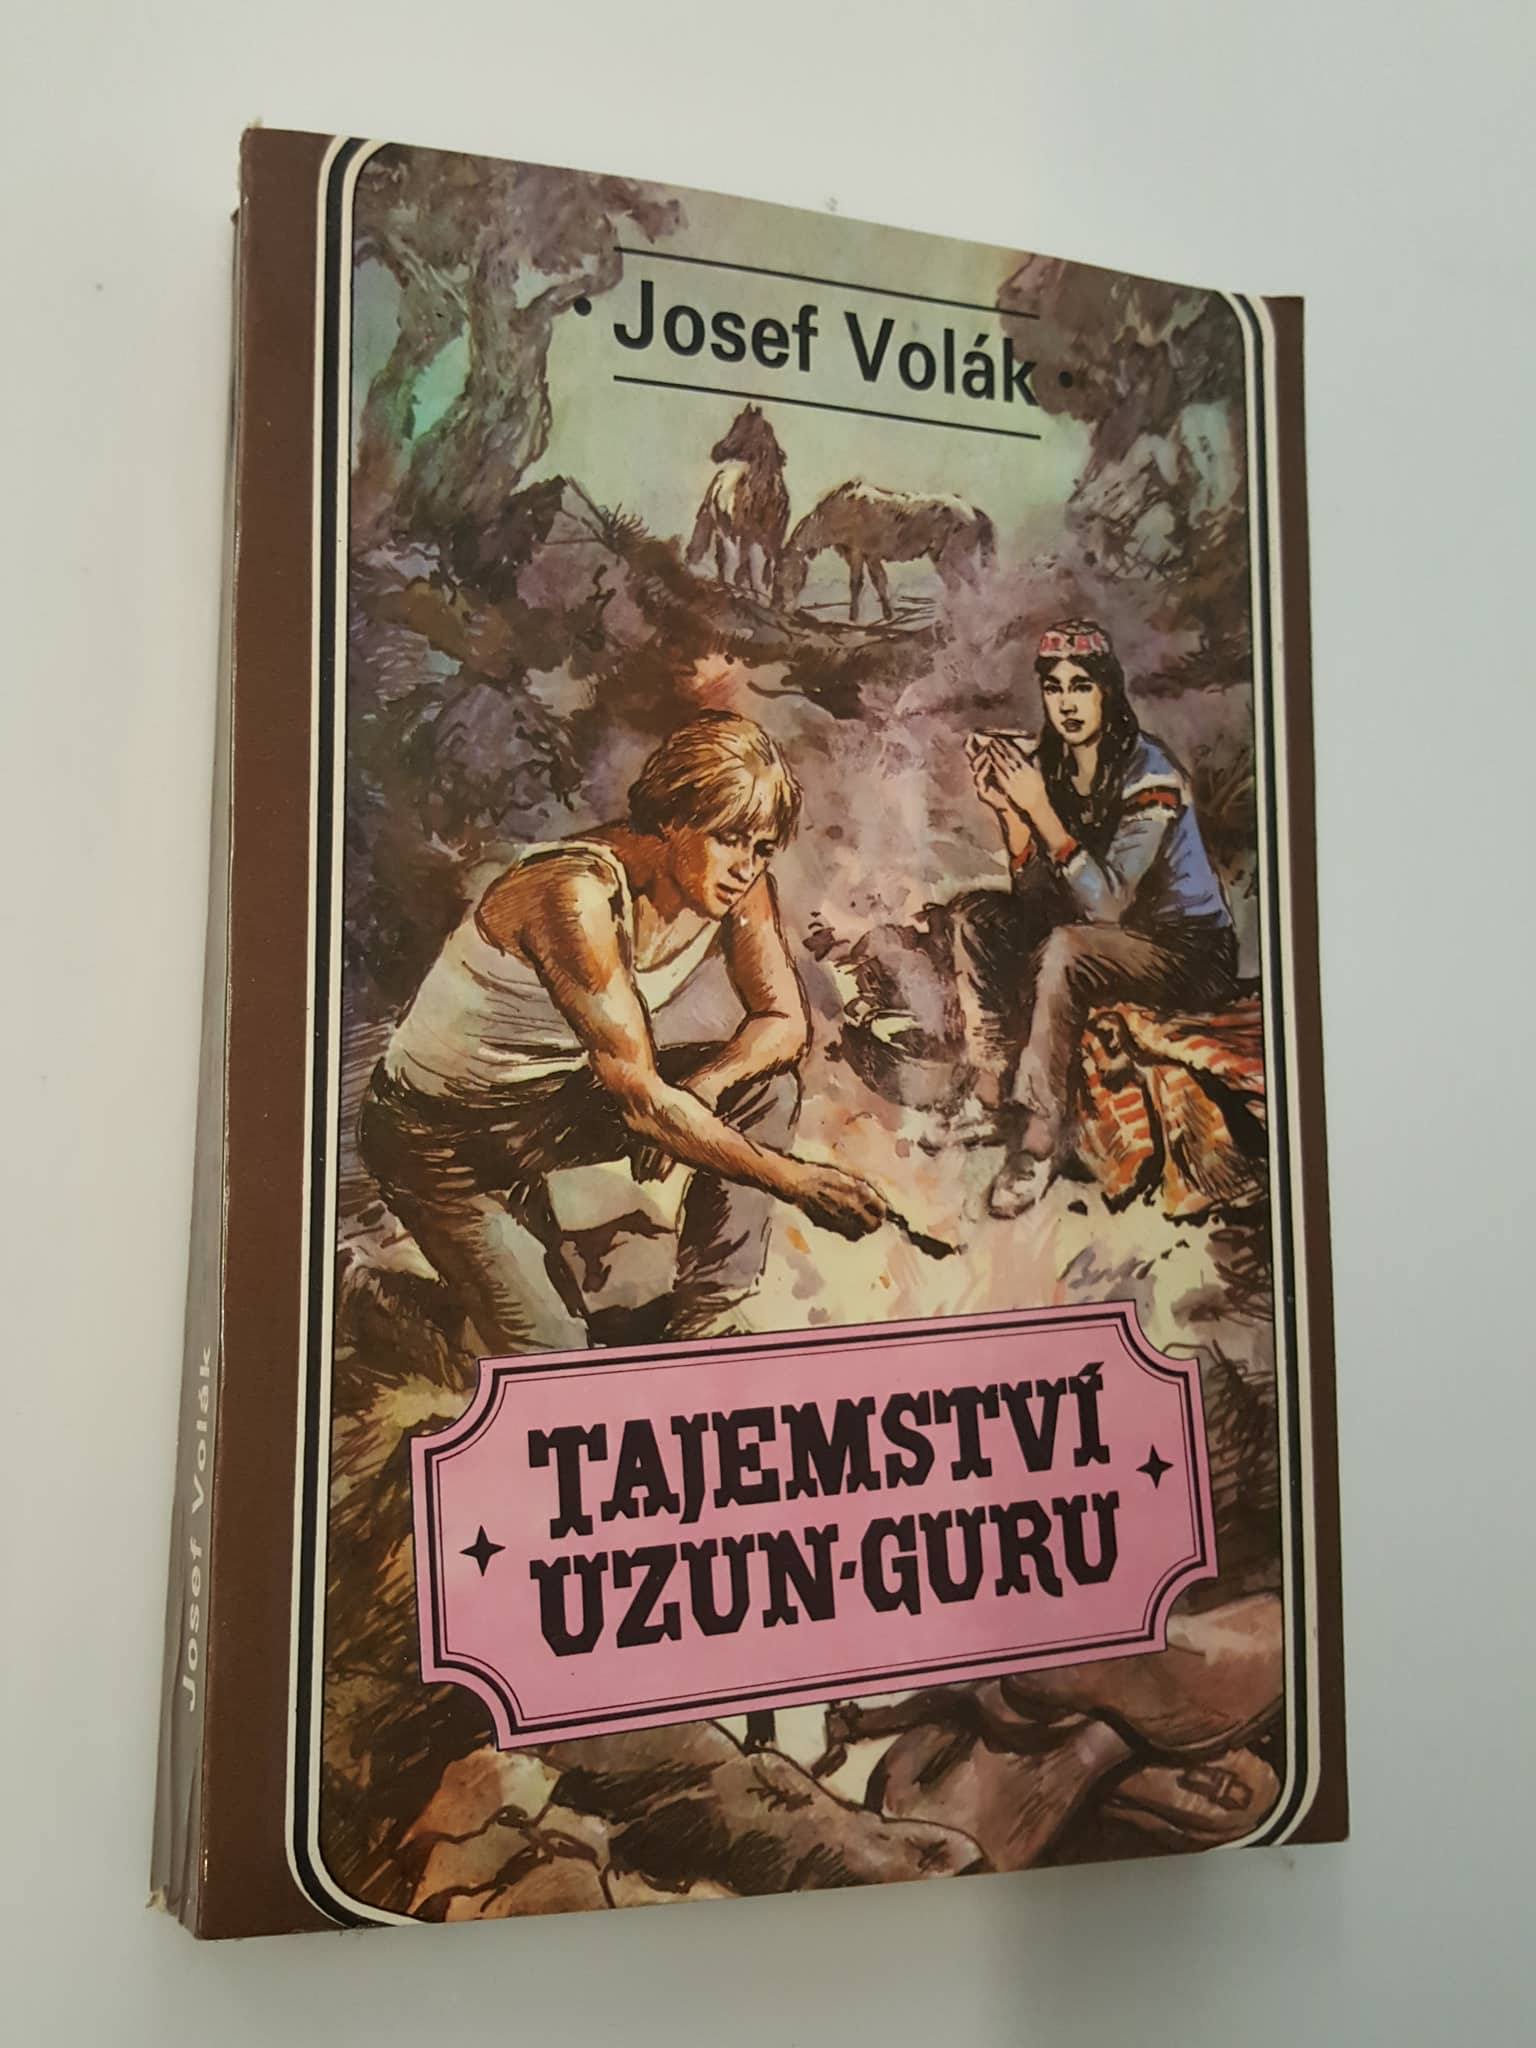 • Josef Volák •
TAJEMSTVÍ
UZUN-GURU
Josef Volák